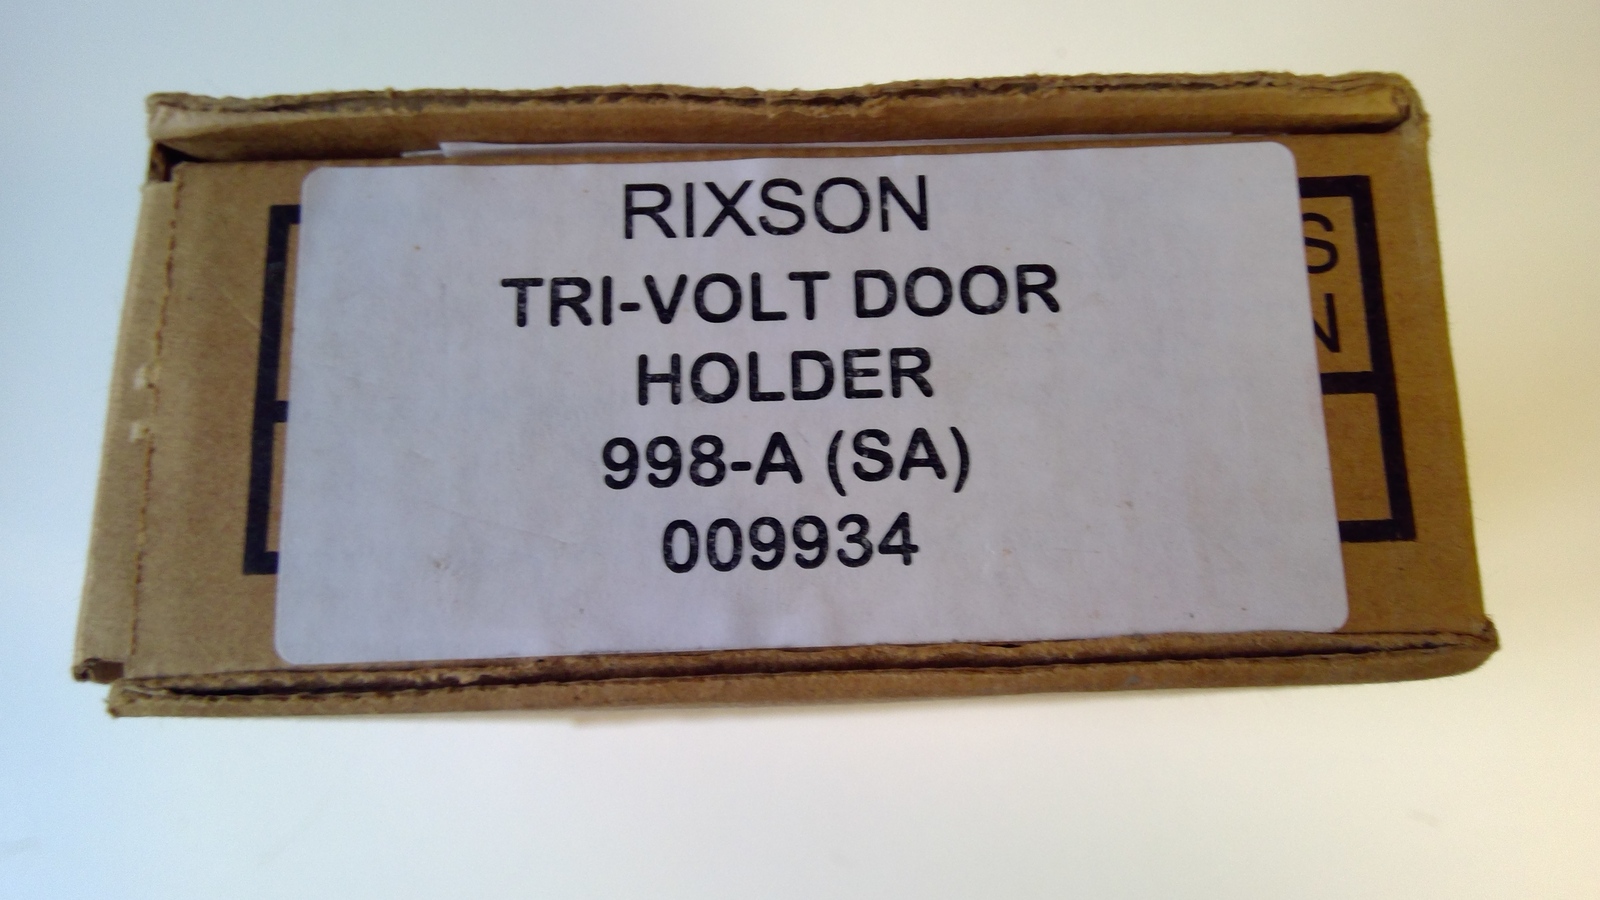 RIXSON
TRI-VOLT DOOR
HOLDER
998-A (SA)
009934
S
N